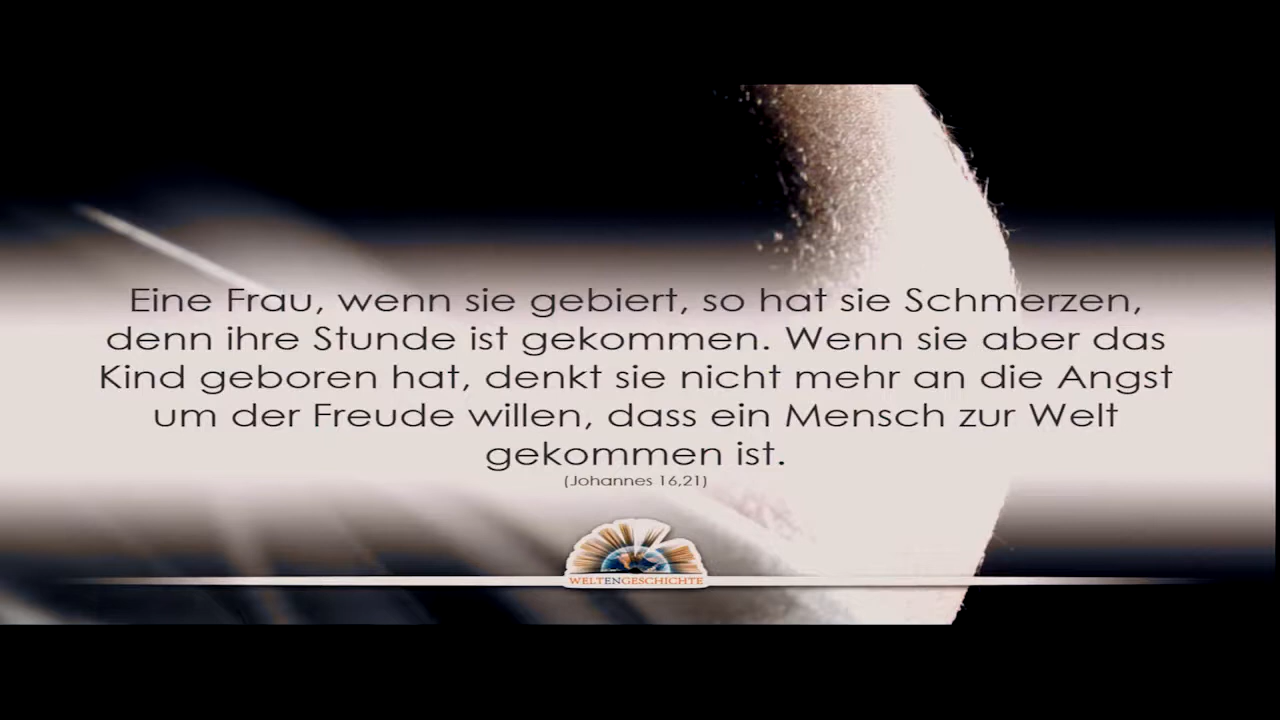 Eine Frau, wenn sie gebiert, so hat sie Schmerzen,
denn ihre Stunde ist gekommen. Wenn sie aber das
Kind geboren hat, denkt sie nicht mehr an die Angst
um der Freude willen, dass ein Mensch zur Welt
gekommen ist.
(Johannes 16,21)
WELTENGESCHICHTE